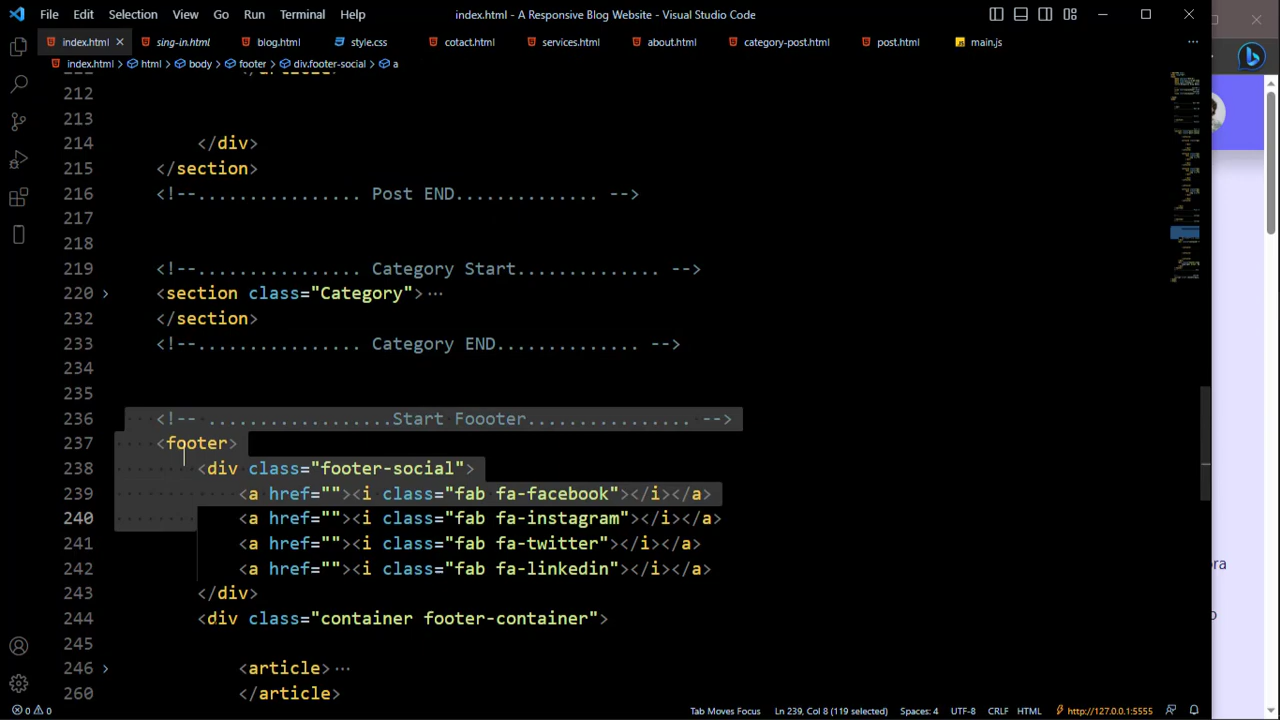 File Edit Selection View Go Run Terminal Help index.html - A Responsive Blog Website - Visual Studio Code
index.html sing-in.html blog.html style.css cotact.html services.html about.html category-post.html post.html main.js
index.html > html > body > footer > div.footer-social > a
212
213
214 </div>
215 </section>
216 <!--................ Post END.............. -->
217
218
219 <!--................ Category Start.............. -->
220 <section class="Category">
232 </section>
233 <!--................ Category END.............. -->
234
235
236 <!-- ..................Start Foooter................ -->
237 <footer>
238 <div class="footer-social">
239 <a href=""><i class="fab fa-facebook"></i></a>
240 <a href=""><i class="fab fa-instagram"></i></a>
241 <a href=""><i class="fab fa-twitter"></i></a>
242 <a href=""><i class="fab fa-linkedin"></i></a>
243 </div>
244 <div class="container footer-container">
245
246 <article>
260 </article>
0 0 Tab Moves Focus Ln 239, Col 8 (119 selected) Spaces: 4 UTF-8 CRLF HTML http://127.0.0.1:5555